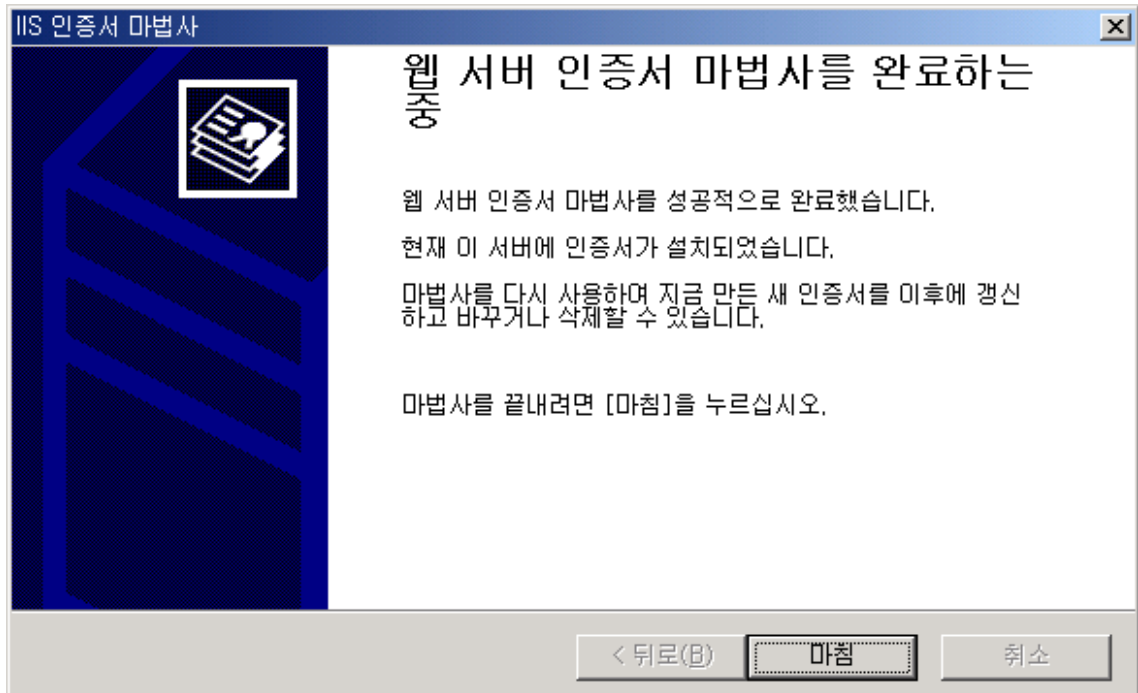 IIS 인증서 마법사
웹 서버 인증서 마법사를 완료하는
중
웹 서버 인증서 마법사를 성공적으로 완료했습니다.
현재 이 서버에 인증서가 설치되었습니다.
마법사를 다시 사용하여 지금 만든 새 인증서를 이후에 갱신
하고 바꾸거나 삭제할 수 있습니다.
마법사를 끝내려면 [마침]을 누르십시오.
< 뒤로(B) 마침 취소